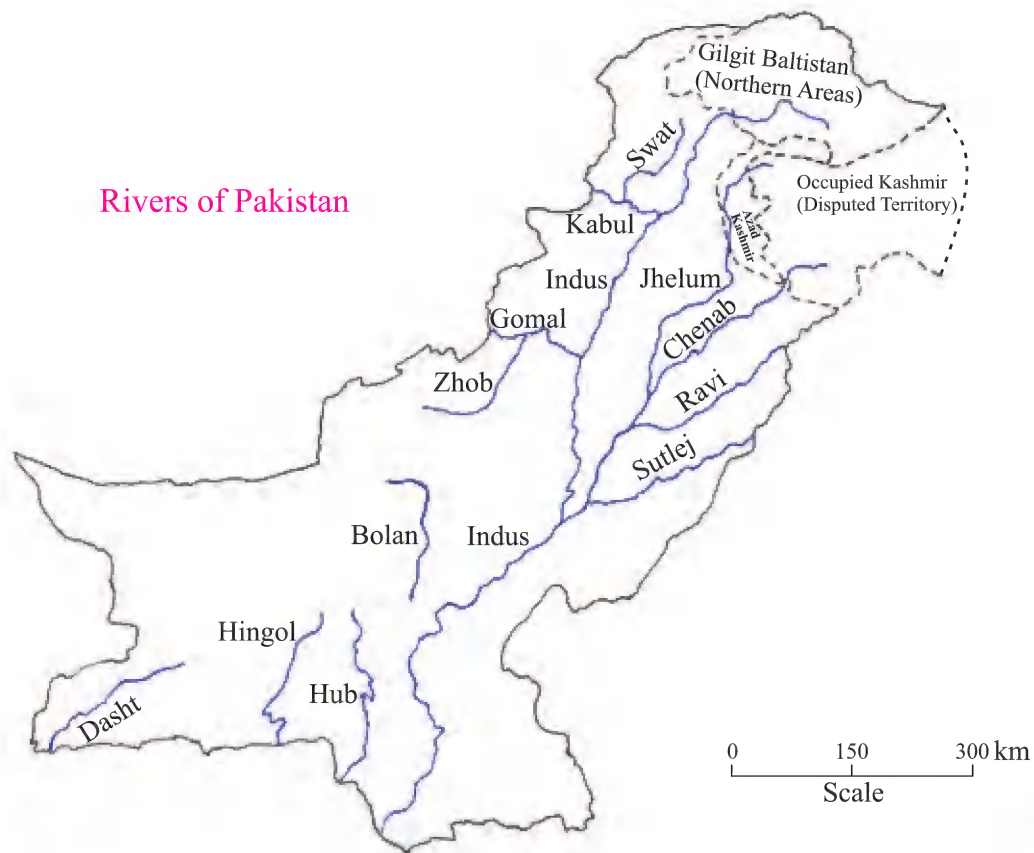 Gilgit Baltistan
(Northern Areas)
Swat
Rivers of Pakistan
Occupied Kashmir
(Disputed Territory)
Azad
Kashmir
Kabul
Indus
Jhelum
Gomal
Chenab
Zhob
Ravi
Sutlej
Bolan
Indus
Hingol
Hub
Dasht
0 150 300 km
Scale